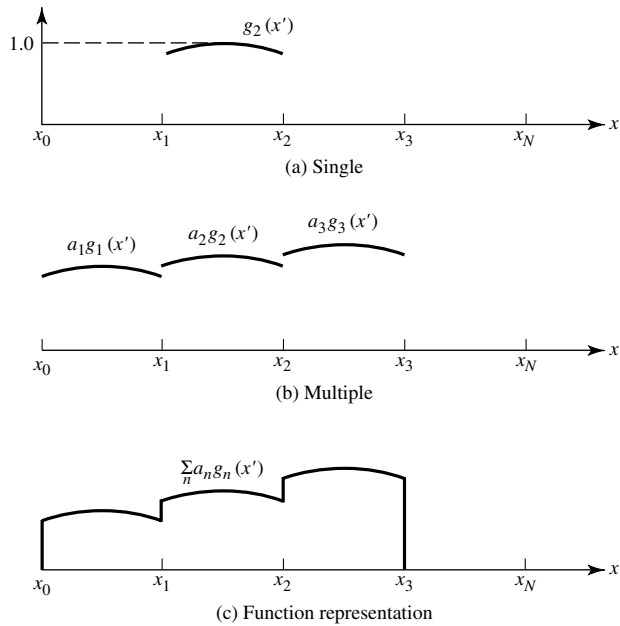 g₂(x′)
1.0
x₀ x₁ x₂ x₃ x_N x
(a) Single
a₁g₁(x′) a₂g₂(x′) a₃g₃(x′)
x₀ x₁ x₂ x₃ x_N x
(b) Multiple
Σₙ aₙgₙ(x′)
x₀ x₁ x₂ x₃ x_N x
(c) Function representation